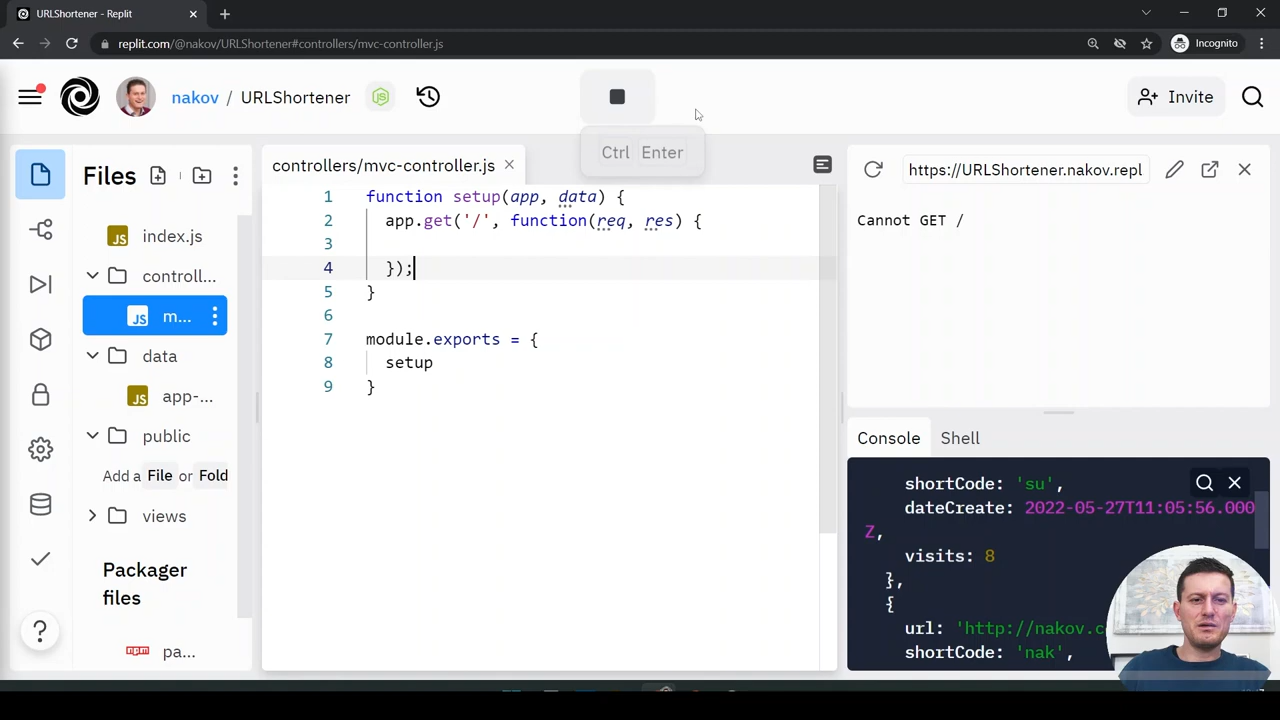 URLShortener - Replit
replit.com/@nakov/URLShortener#controllers/mvc-controller.js
Incognito
nakov / URLShortener
Invite
Ctrl Enter
Files
index.js
controll...
m...
data
app-...
public
Add a File or Fold
views
Packager
files
pa...
controllers/mvc-controller.js
1 function setup(app, data) {
2 app.get('/', function(req, res) {
3
4 });
5 }
6
7 module.exports = {
8 setup
9 }
https://URLShortener.nakov.repl
Cannot GET /
Console Shell
shortCode: 'su',
dateCreate: 2022-05-27T11:05:56.000
Z,
visits: 8
},
{
url: 'http://nakov.c
shortCode: 'nak',